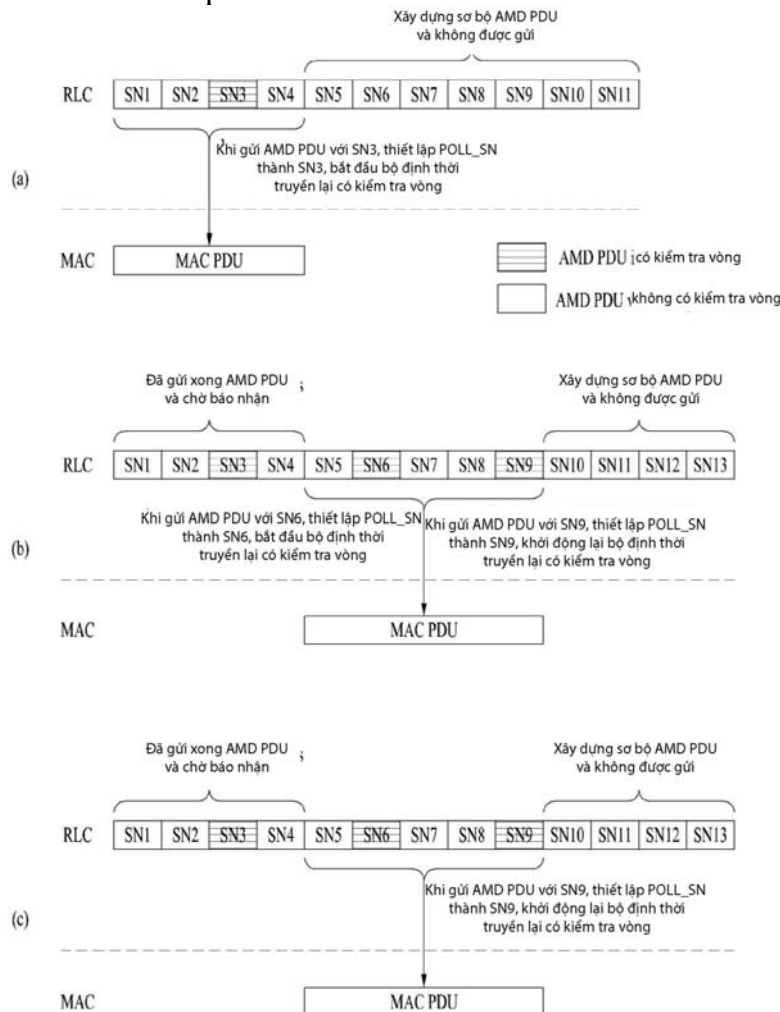 Xây dựng sơ bộ AMD PDU
và không được gửi
RLC SN1 SN2 SN3 SN4 SN5 SN6 SN7 SN8 SN9 SN10 SN11
Khi gửi AMD PDU với SN3, thiết lập POLL_SN
thành SN3, bắt đầu bộ định thời
truyền lại có kiểm tra vòng
(a)
MAC MAC PDU
AMD PDU có kiểm tra vòng
AMD PDU không có kiểm tra vòng
Đã gửi xong AMD PDU
và chờ báo nhận
Xây dựng sơ bộ AMD PDU
và không được gửi
RLC SN1 SN2 SN3 SN4 SN5 SN6 SN7 SN8 SN9 SN10 SN11 SN12 SN13
Khi gửi AMD PDU với SN6, thiết lập POLL_SN
thành SN6, bắt đầu bộ định thời
truyền lại có kiểm tra vòng
Khi gửi AMD PDU với SN9, thiết lập POLL_SN
thành SN9, khởi động lại bộ định thời
truyền lại có kiểm tra vòng
(b)
MAC MAC PDU
Đã gửi xong AMD PDU
và chờ báo nhận
Xây dựng sơ bộ AMD PDU
và không được gửi
RLC SN1 SN2 SN3 SN4 SN5 SN6 SN7 SN8 SN9 SN10 SN11 SN12 SN13
Khi gửi AMD PDU với SN9, thiết lập POLL_SN
thành SN9, khởi động lại bộ định thời
truyền lại có kiểm tra vòng
(c)
MAC MAC PDU